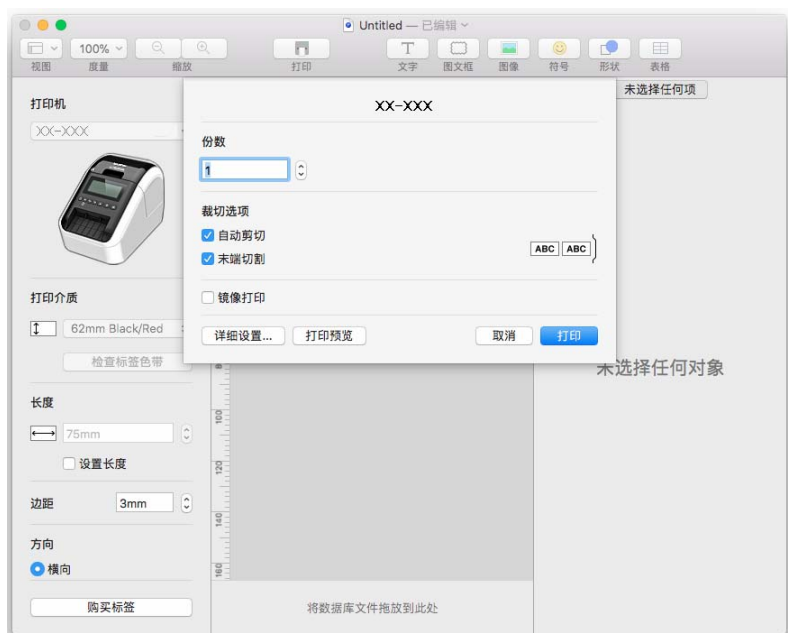 Untitled — 已编辑
100%
视图 度量 缩放 打印 文字 图文框 图像 符号 形状 表格
未选择任何项
打印机
XX-XXX
打印介质
62mm Black/Red
检查标签色带
长度
75mm
设置长度
边距 3mm
方向
横向
购买标签
XX-XXX
份数
1
裁切选项
自动剪切
末端切割
ABC ABC
镜像打印
详细设置... 打印预览 取消 打印
100
120
140
160
将数据库文件拖放到此处
未选择任何对象